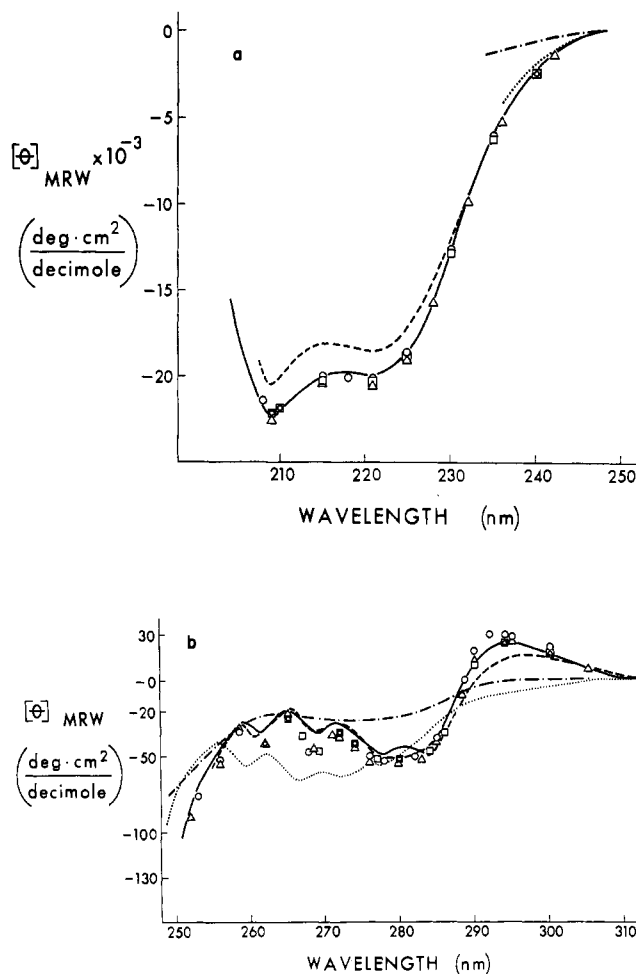 a
0
-5
-10
-15
-20
[θ] MRW ×10⁻³
(deg·cm²
decimole)
210 220 230 240 250
WAVELENGTH (nm)
b
30
-0
-20
-50
-100
-130
[θ] MRW
(deg·cm²
decimole)
250 260 270 280 290 300 310
WAVELENGTH (nm)